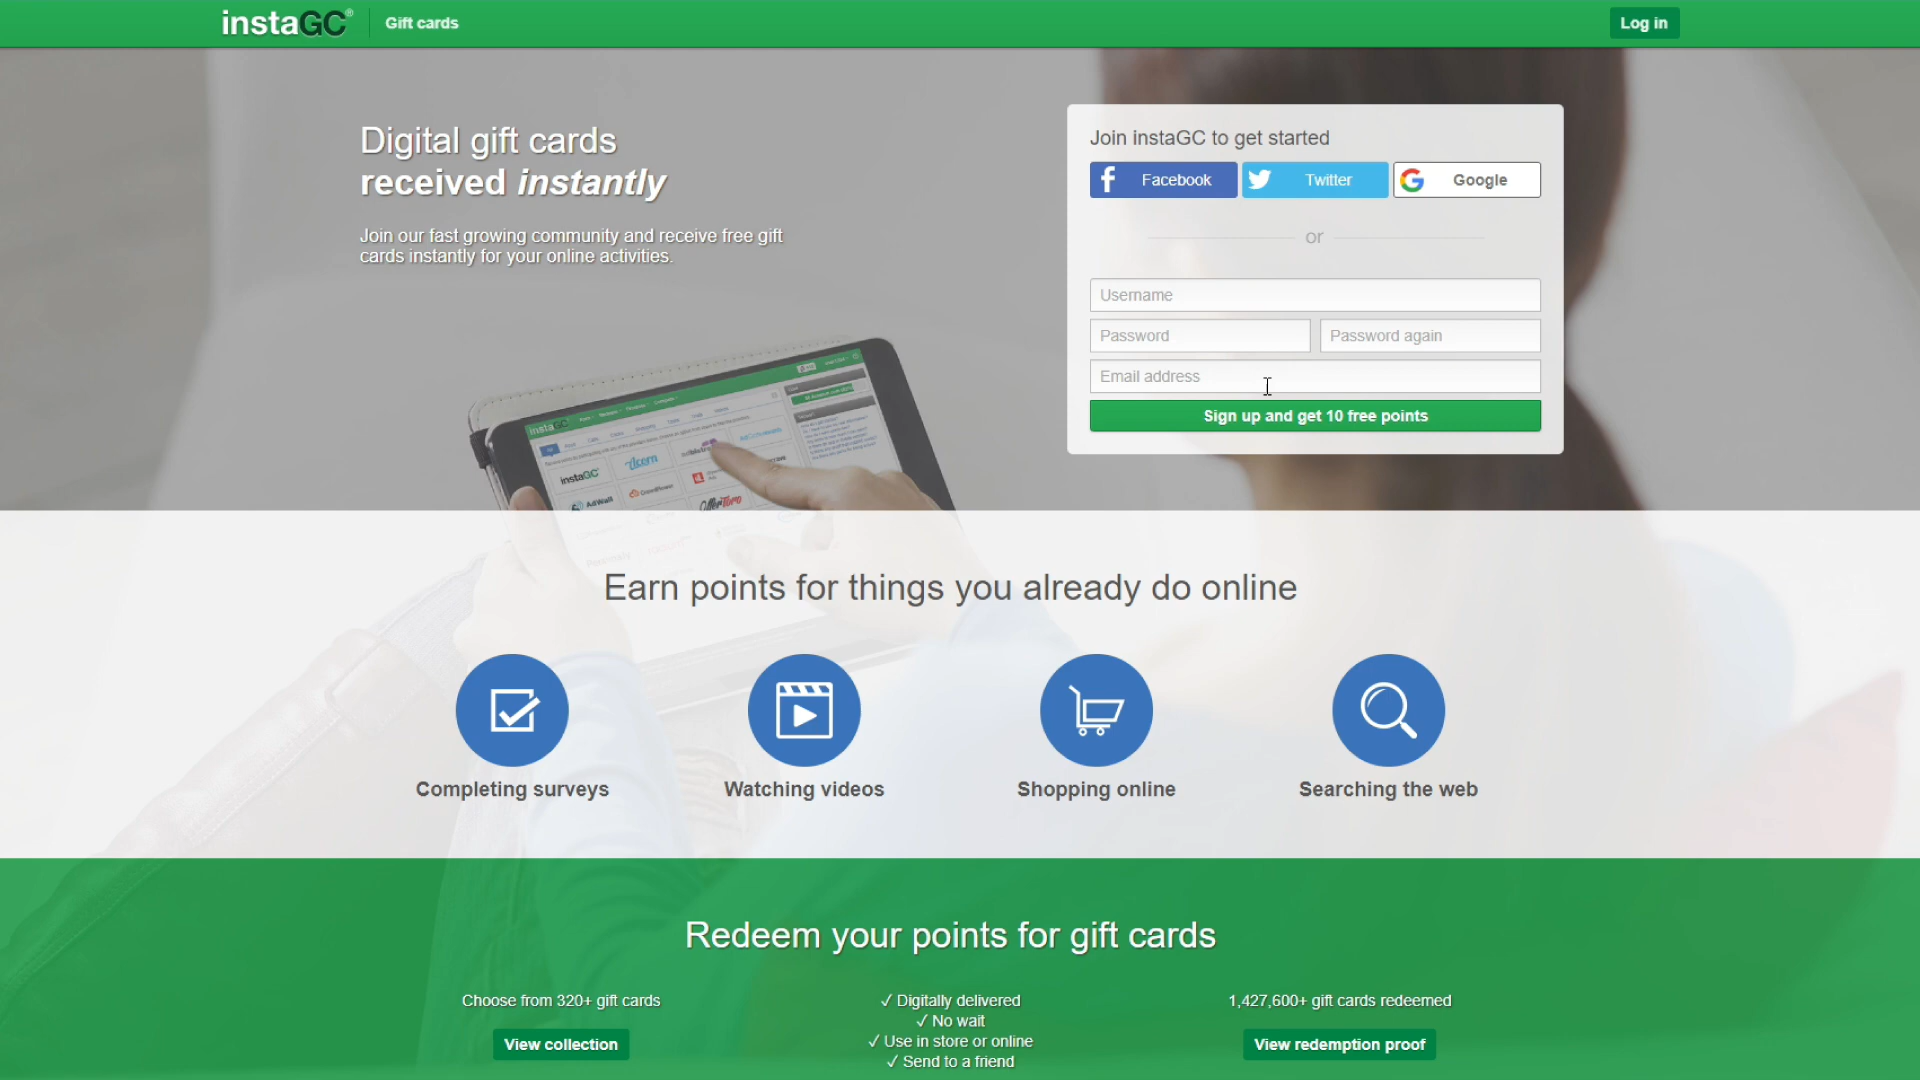 instaGC®
Gift cards
Log in
Digital gift cards
received instantly
Join our fast growing community and receive free gift
cards instantly for your online activities.
Join instaGC to get started
Facebook
Twitter
Google
or
Username
Password
Password again
Email address
Sign up and get 10 free points
instaGC
Acorn
AdWall
CrowdFlower
OfferToro
Earn points for things you already do online
Completing surveys
Watching videos
Shopping online
Searching the web
Redeem your points for gift cards
Choose from 320+ gift cards
View collection
✓ Digitally delivered
✓ No wait
✓ Use in store or online
✓ Send to a friend
1,427,600+ gift cards redeemed
View redemption proof